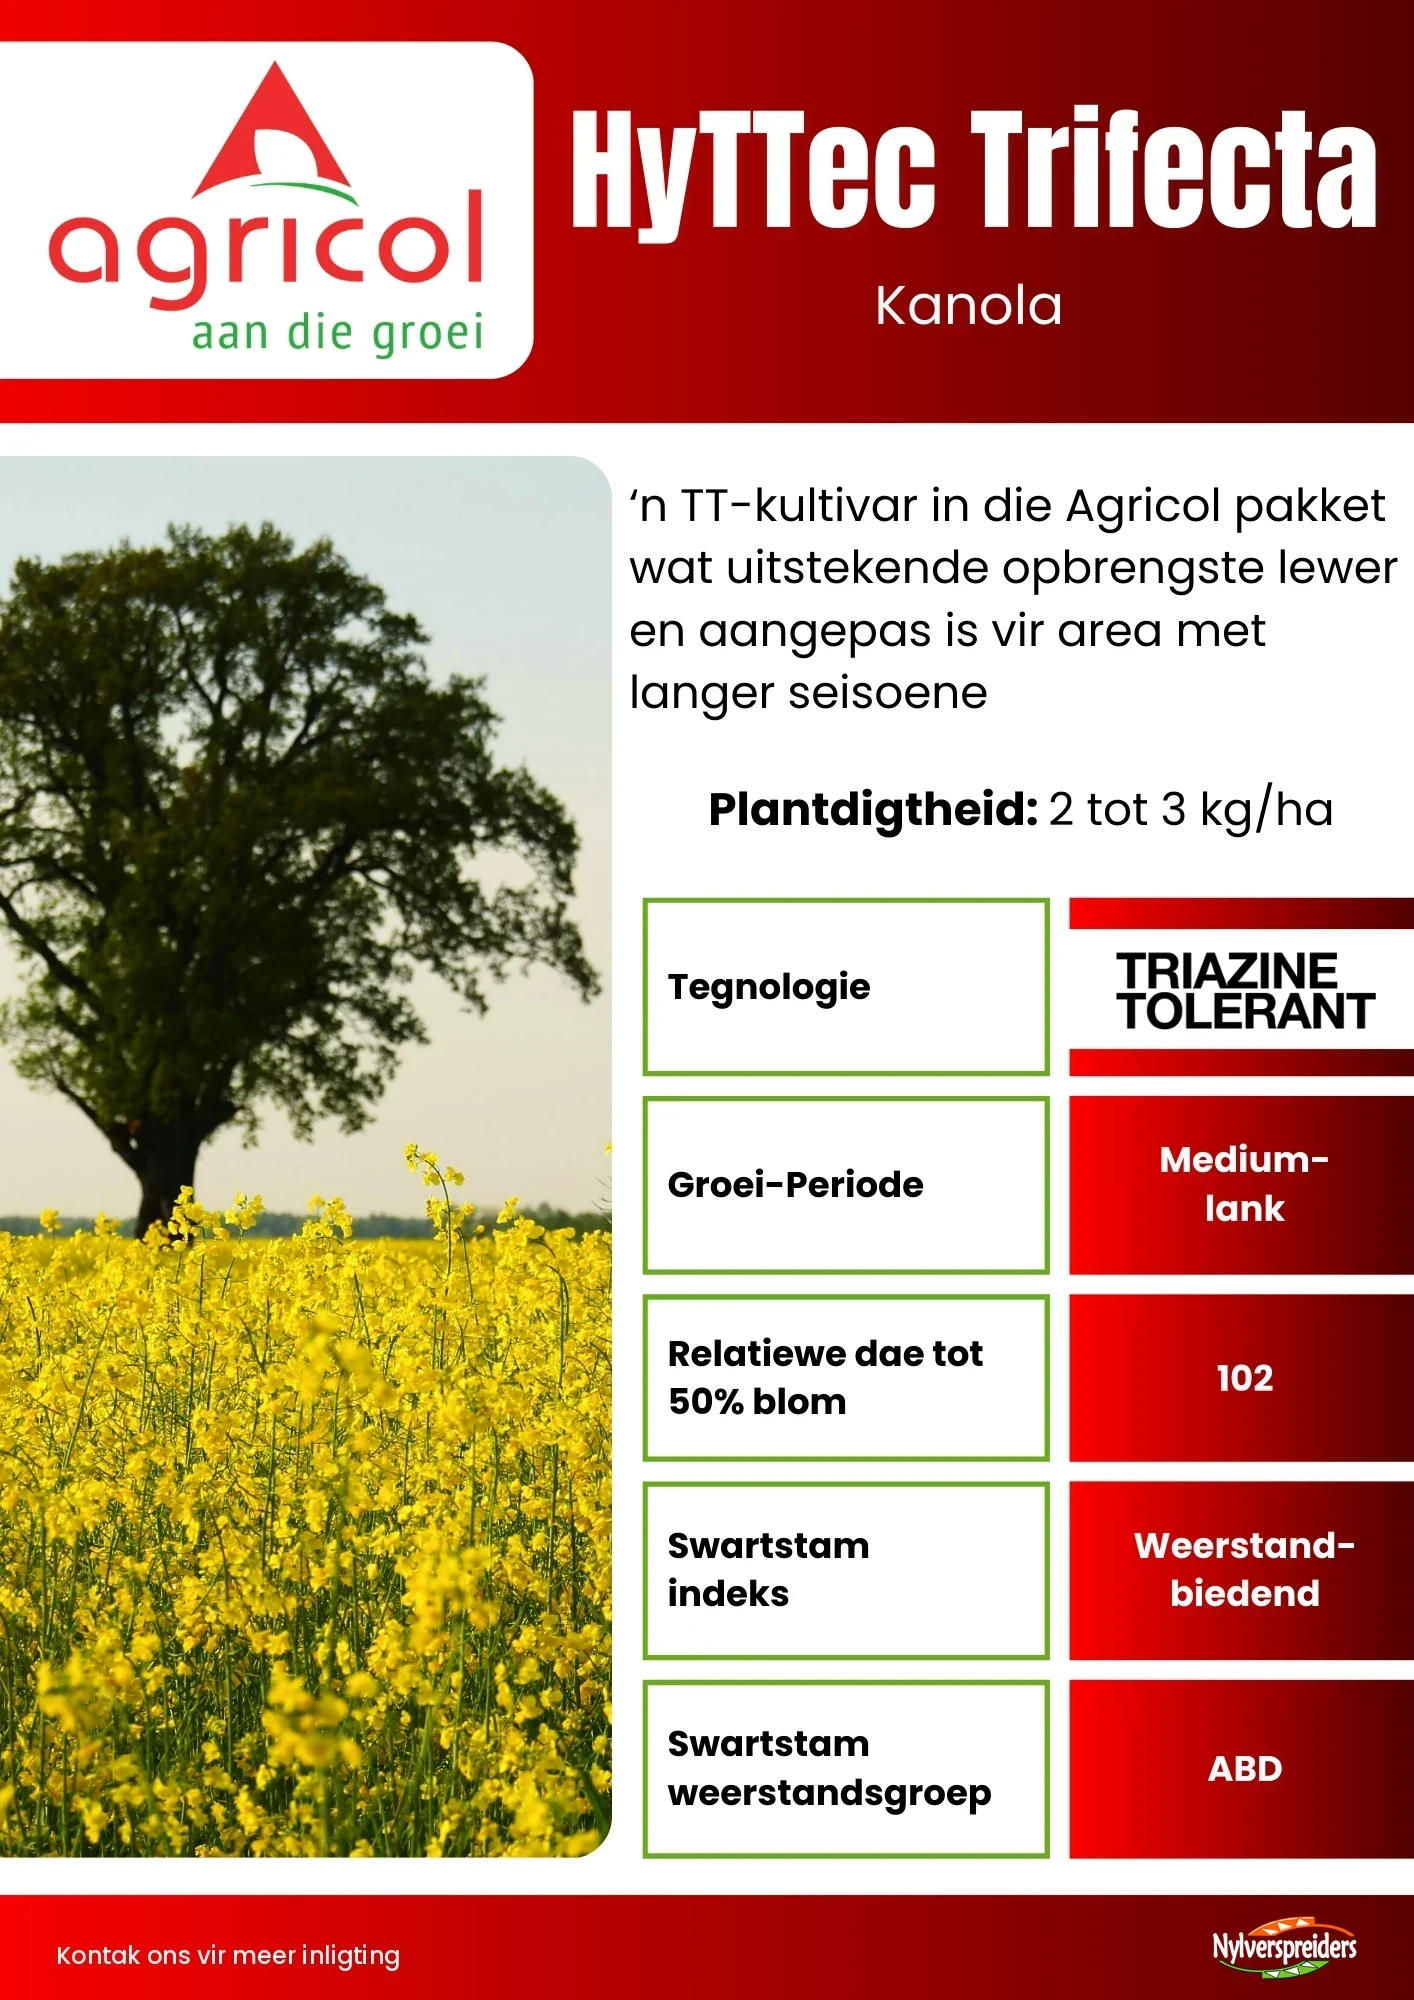 agricol
aan die groei
HyTTec Trifecta
Kanola
‘n TT-kultivar in die Agricol pakket
wat uitstekende opbrengste lewer
en aangepas is vir area met
langer seisoene
Plantdigtheid: 2 tot 3 kg/ha
Tegnologie
TRIAZINE
TOLERANT
Groei-Periode
Medium-
lank
Relatiewe dae tot
50% blom
102
Swartstam
indeks
Weerstand-
biedend
Swartstam
weerstandsgroep
ABD
Kontak ons vir meer inligting
Nylverspreiders